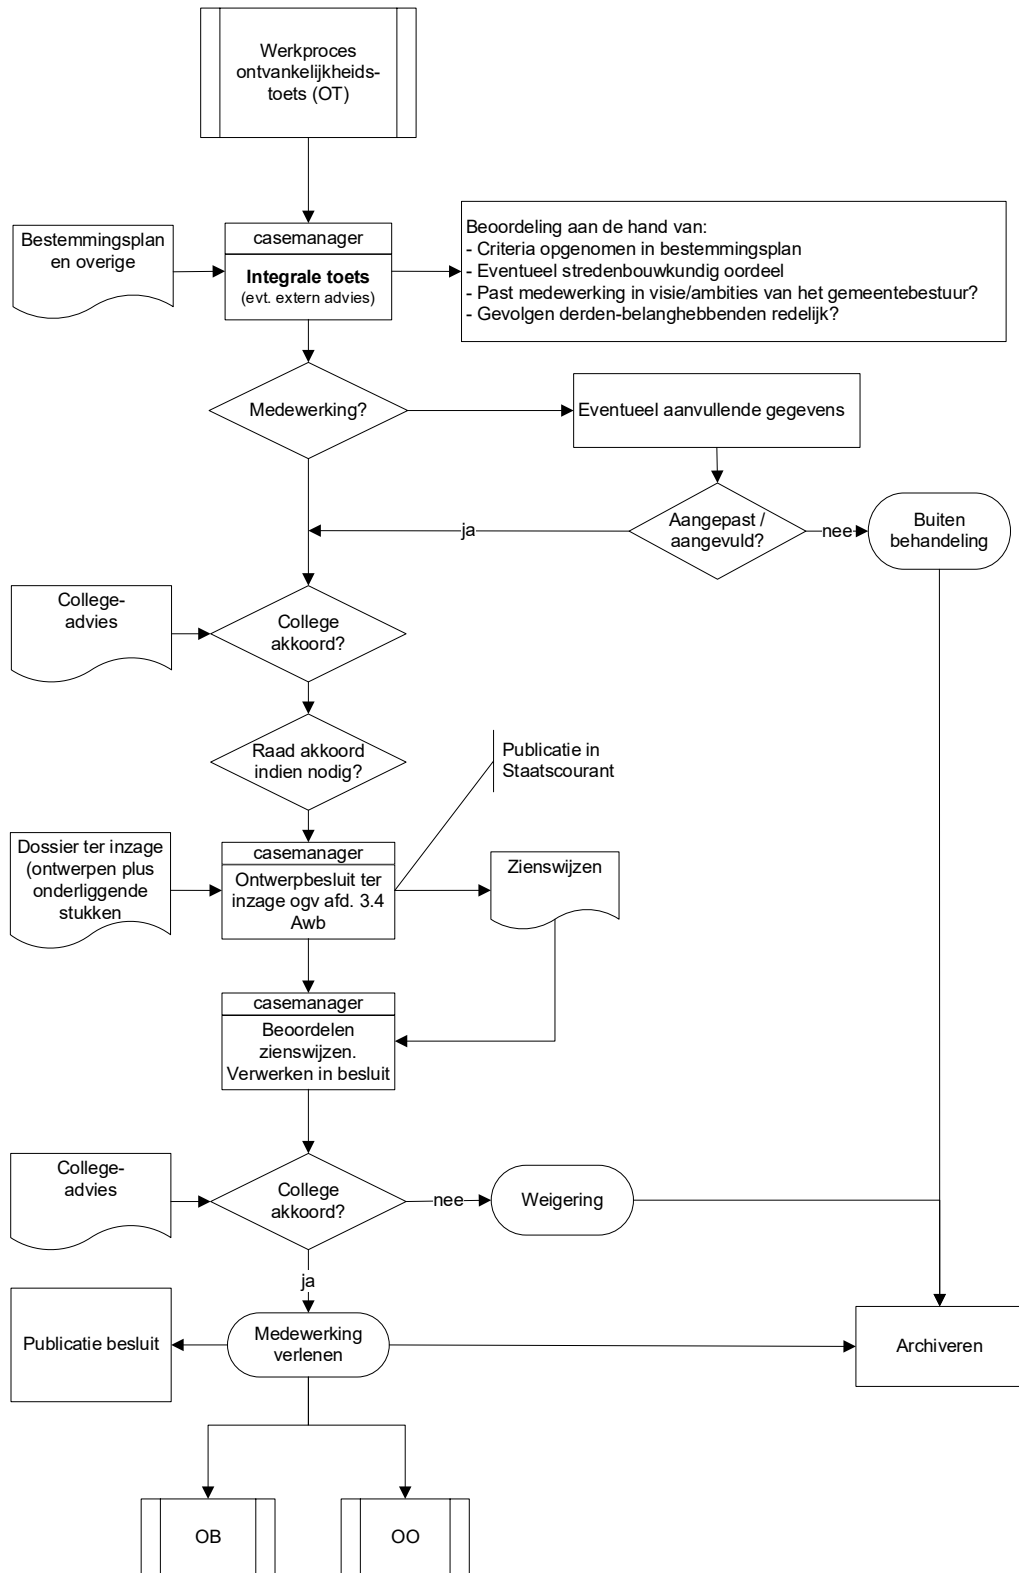 Werkproces
ontvankelijkheids-
toets (OT)
Bestemmingsplan
en overige
casemanager
Integrale toets
(evt. extern advies)
Beoordeling aan de hand van:
- Criteria opgenomen in bestemmingsplan
- Eventueel stredenbouwkundig oordeel
- Past medewerking in visie/ambities van het gemeentebestuur?
- Gevolgen derden-belanghebbenden redelijk?
Medewerking?
Eventueel aanvullende gegevens
ja
Aangepast /
aangevuld?
nee
Buiten
behandeling
College-
advies
College
akkoord?
Raad akkoord
indien nodig?
Publicatie in
Staatscourant
Dossier ter inzage
(ontwerpen plus
onderliggende
stukken
casemanager
Ontwerpbesluit ter
inzage ogv afd. 3.4
Awb
Zienswijzen
casemanager
Beoordelen
zienswijzen.
Verwerken in besluit
College-
advies
College
akkoord?
nee
Weigering
ja
Publicatie besluit
Medewerking
verlenen
Archiveren
OB
OO